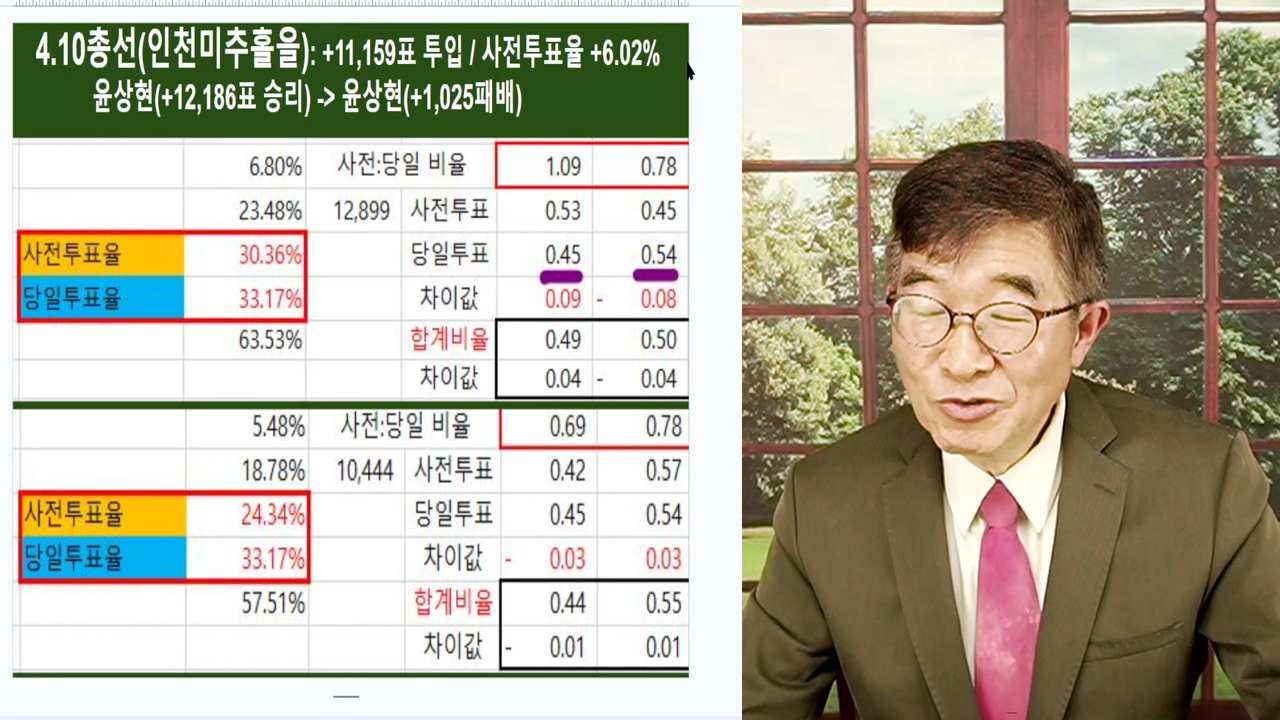 4.10총선(인천미추홀을): +11,159표 투입 / 사전투표율 +6.02%
윤상현(+12,186표 승리) -> 윤상현(+1,025패배)
6.80% 사전:당일 비율 1.09 0.78
23.48% 12,899 사전투표 0.53 0.45
사전투표율 30.36% 당일투표 0.45 0.54
당일투표율 33.17% 차이값 0.09 - 0.08
63.53% 합계비율 0.49 0.50
차이값 0.04 - 0.04
5.48% 사전:당일 비율 0.69 0.78
18.78% 10,444 사전투표 0.42 0.57
사전투표율 24.34% 당일투표 0.45 0.54
당일투표율 33.17% 차이값 - 0.03 0.03
57.51% 합계비율 0.44 0.55
차이값 - 0.01 0.01